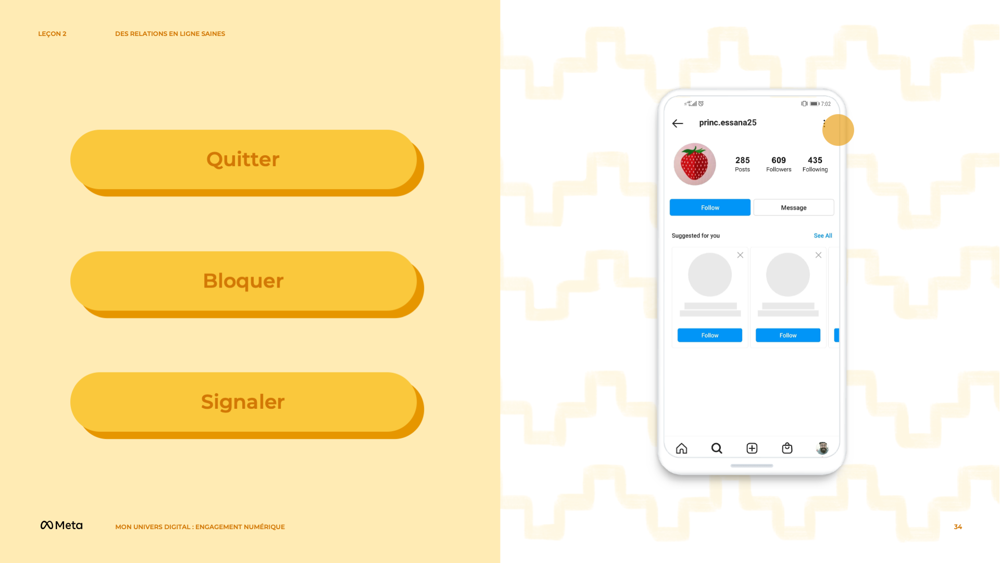 LEÇON 2
DES RELATIONS EN LIGNE SAINES
Quitter
Bloquer
Signaler
Meta
MON UNIVERS DIGITAL : ENGAGEMENT NUMÉRIQUE
7:02
princ.essana25
285
609
435
Posts
Followers
Following
Follow
Message
Suggested for you
See All
Follow
Follow
34